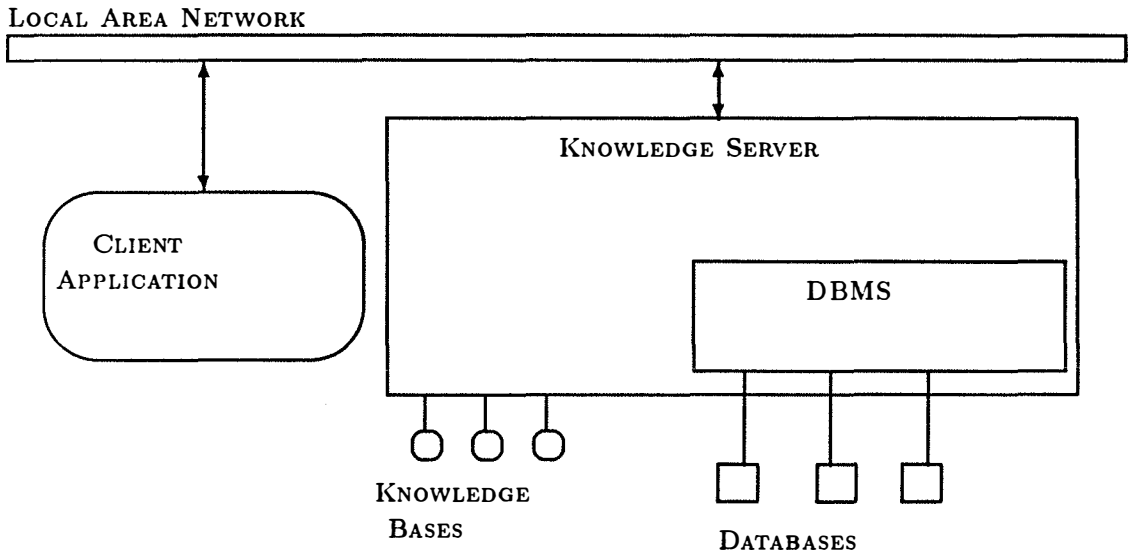 LOCAL AREA NETWORK
KNOWLEDGE SERVER
CLIENT
APPLICATION
DBMS
KNOWLEDGE
BASES
DATABASES